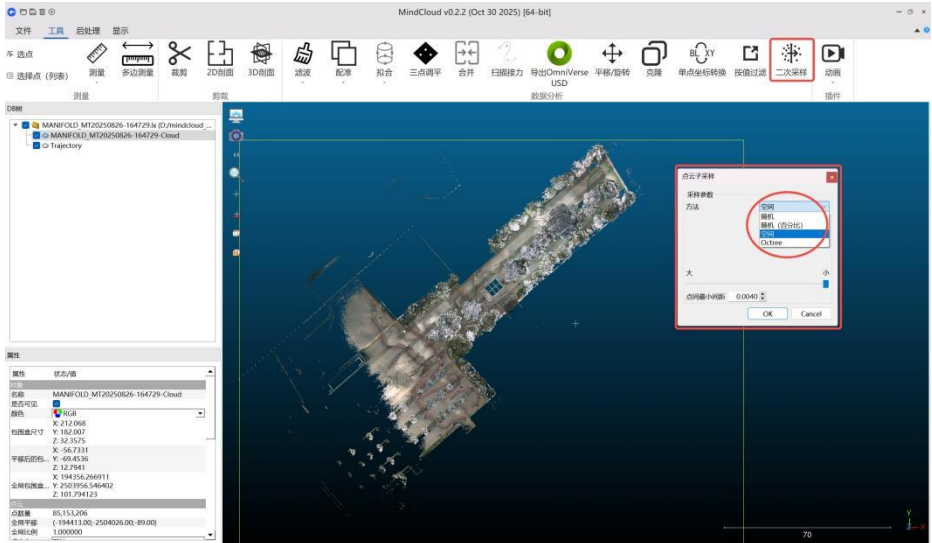 MindCloud v0.2.2 (Oct 30 2025) [64-bit]
文件 工具 后处理 显示
选点
选择点（列表）
测量 多边测量 裁剪 2D剖面 3D剖面 滤波 配准 拟合 三点调平 合并 扫描接力 导出OmniVerse USD 平移/旋转 克隆 单点坐标转换 按值过滤 二次采样 动画
测量 剪裁 数据分析 插件
DB树
MANIFOLD_MT20250826-164729.lx (D:/mindcloud_...
MANIFOLD_MT20250826-164729-Cloud
Trajectory
点云子采样
采样参数
方法 空间
随机
随机（百分比）
空间
Octree
大 小
点间最小间距 0.0040
OK Cancel
属性
属性 状态/值
对象
名称 MANIFOLD_MT20250826-164729-Cloud
是否可见
颜色 RGB
包围盒尺寸 X: 212.068
Y: 182.007
Z: 32.3575
平移后的包... X: -56.7331
Y: -69.4536
Z: 12.7941
全局包围盒... X: 194356.266911
Y: 2503956.546402
Z: 101.794123
点云
点数量 85,153,206
全局平移 (-194413.00;-2504026.00;-89.00)
全局比例 1.000000
70
Y
X